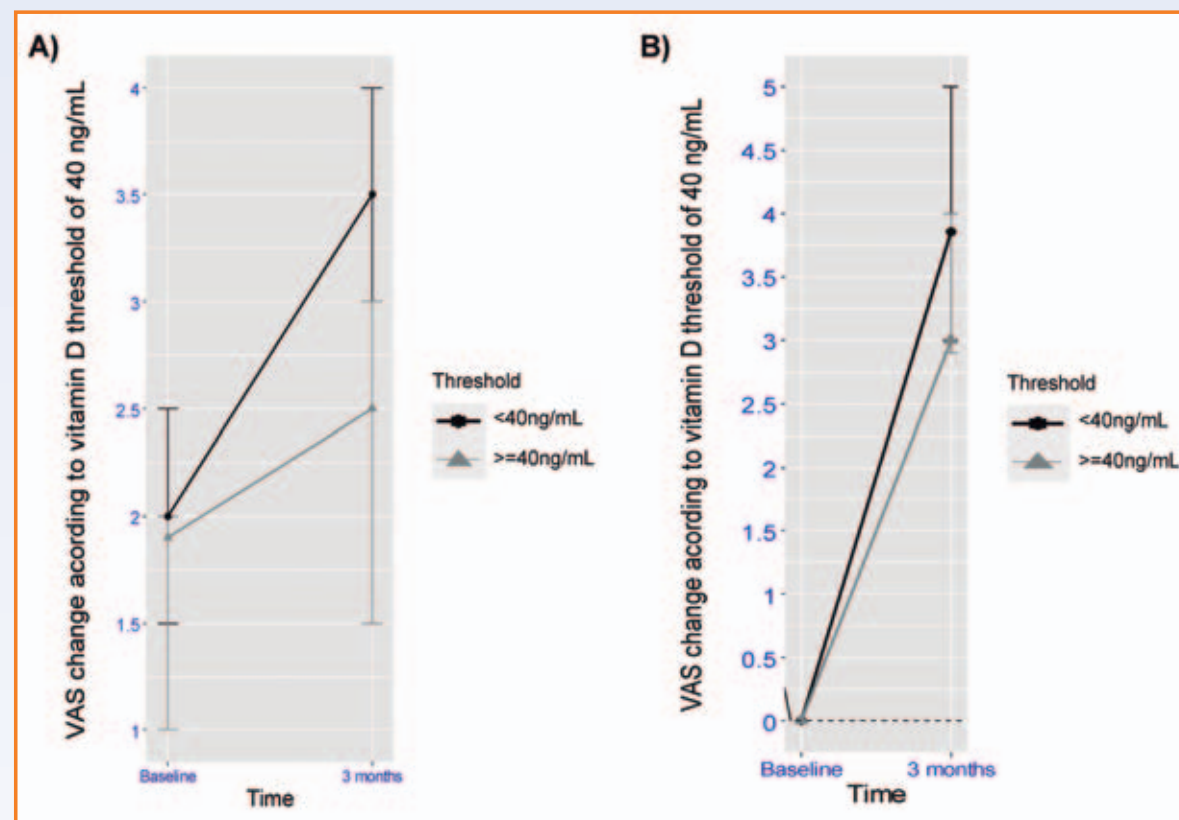 A)
VAS change acording to vitamin D threshold of 40 ng/mL
4
3.5
3
2.5
2
1.5
1
Baseline
3 months
Time
Threshold
<40ng/mL
>=40ng/mL
B)
VAS change acording to vitamin D threshold of 40 ng/mL
5
4.5
4
3.5
3
2.5
2
1.5
1
0.5
0
Baseline
3 months
Time
Threshold
<40ng/mL
>=40ng/mL